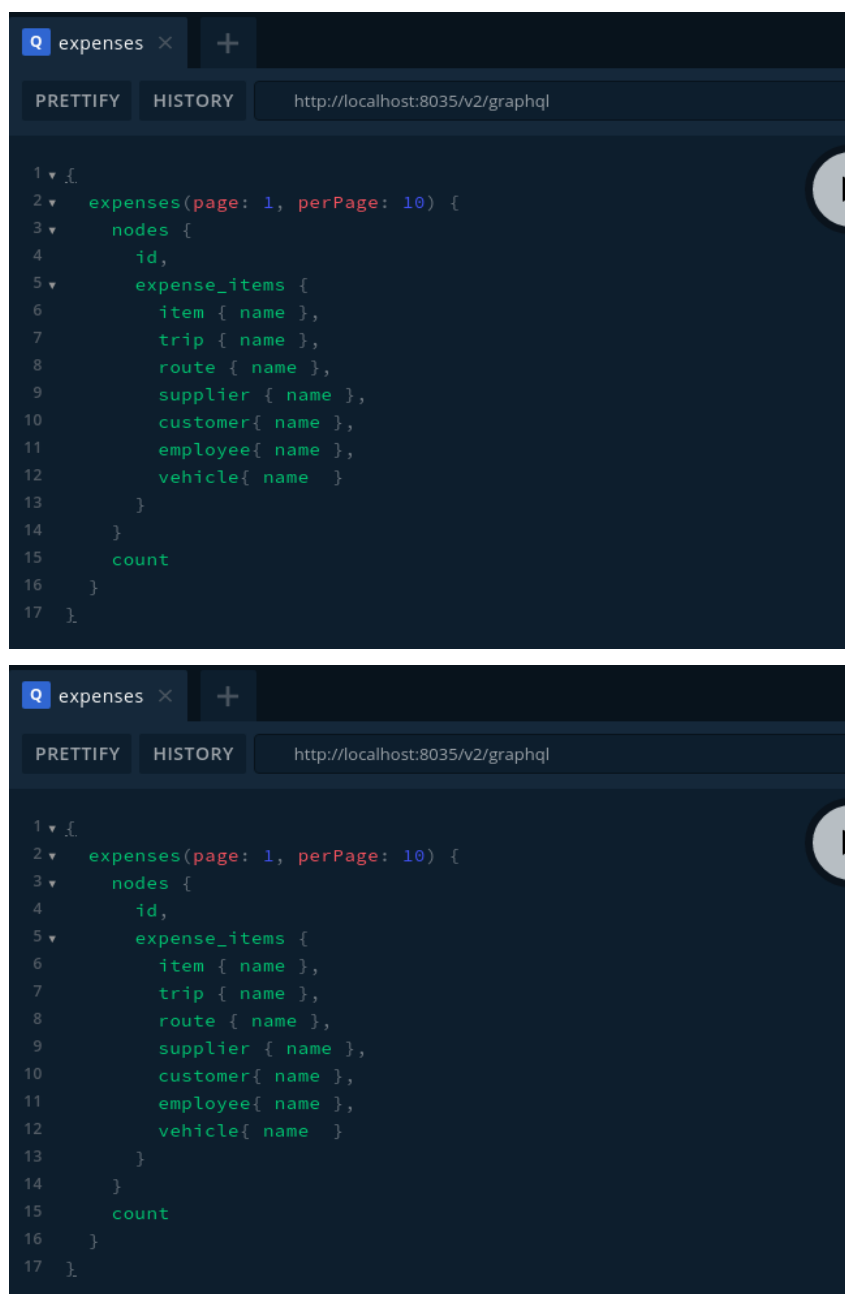 Q expenses × +
PRETTIFY HISTORY http://localhost:8035/v2/graphql
1 ▾ {
2 ▾   expenses(page: 1, perPage: 10) {
3 ▾     nodes {
4         id,
5 ▾       expense_items {
6           item { name },
7           trip { name },
8           route { name },
9           supplier { name },
10          customer{ name },
11          employee{ name },
12          vehicle{ name  }
13        }
14      }
15      count
16    }
17  }
Q expenses × +
PRETTIFY HISTORY http://localhost:8035/v2/graphql
1 ▾ {
2 ▾   expenses(page: 1, perPage: 10) {
3 ▾     nodes {
4         id,
5 ▾       expense_items {
6           item { name },
7           trip { name },
8           route { name },
9           supplier { name },
10          customer{ name },
11          employee{ name },
12          vehicle{ name  }
13        }
14      }
15      count
16    }
17  }